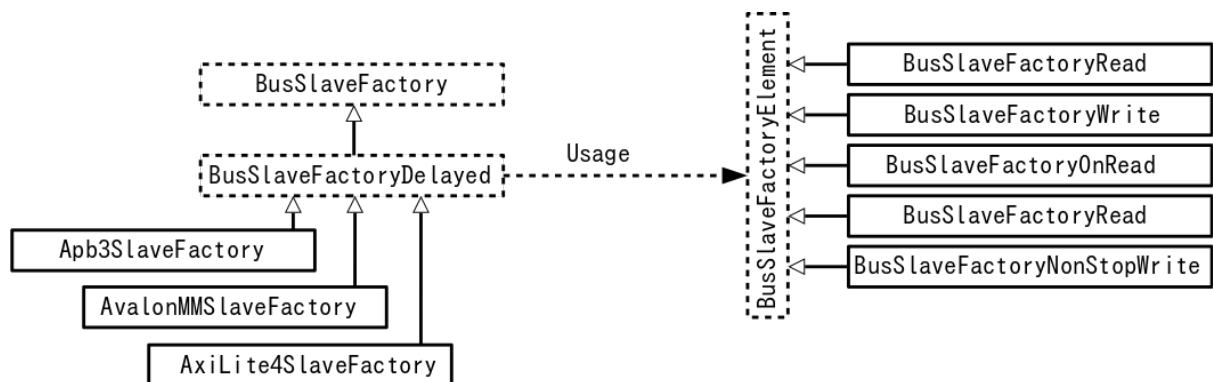 BusSlaveFactory
BusSlaveFactoryDelayed
Apb3SlaveFactory
AvalonMMSlaveFactory
AxiLite4SlaveFactory
Usage
BusSlaveFactoryElement
BusSlaveFactoryRead
BusSlaveFactoryWrite
BusSlaveFactoryOnRead
BusSlaveFactoryRead
BusSlaveFactoryNonStopWrite